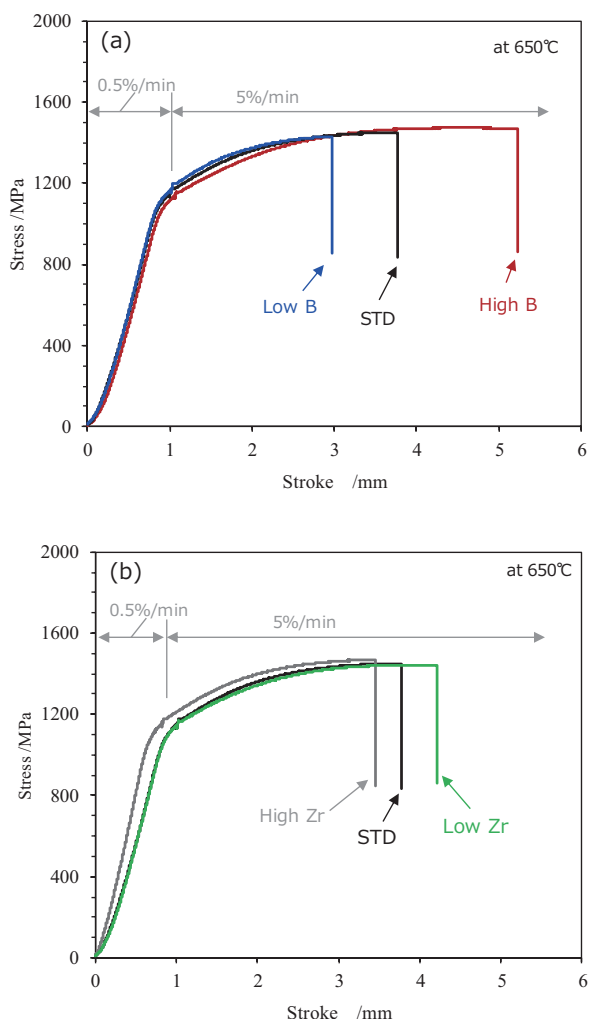 (a)
at 650℃
0.5%/min
5%/min
2000
1600
1200
800
400
0
Stress /MPa
Low B
STD
High B
0
1
2
3
4
5
6
Stroke /mm
(b)
at 650℃
0.5%/min
5%/min
2000
1600
1200
800
400
0
Stress /MPa
High Zr
STD
Low Zr
0
1
2
3
4
5
6
Stroke /mm